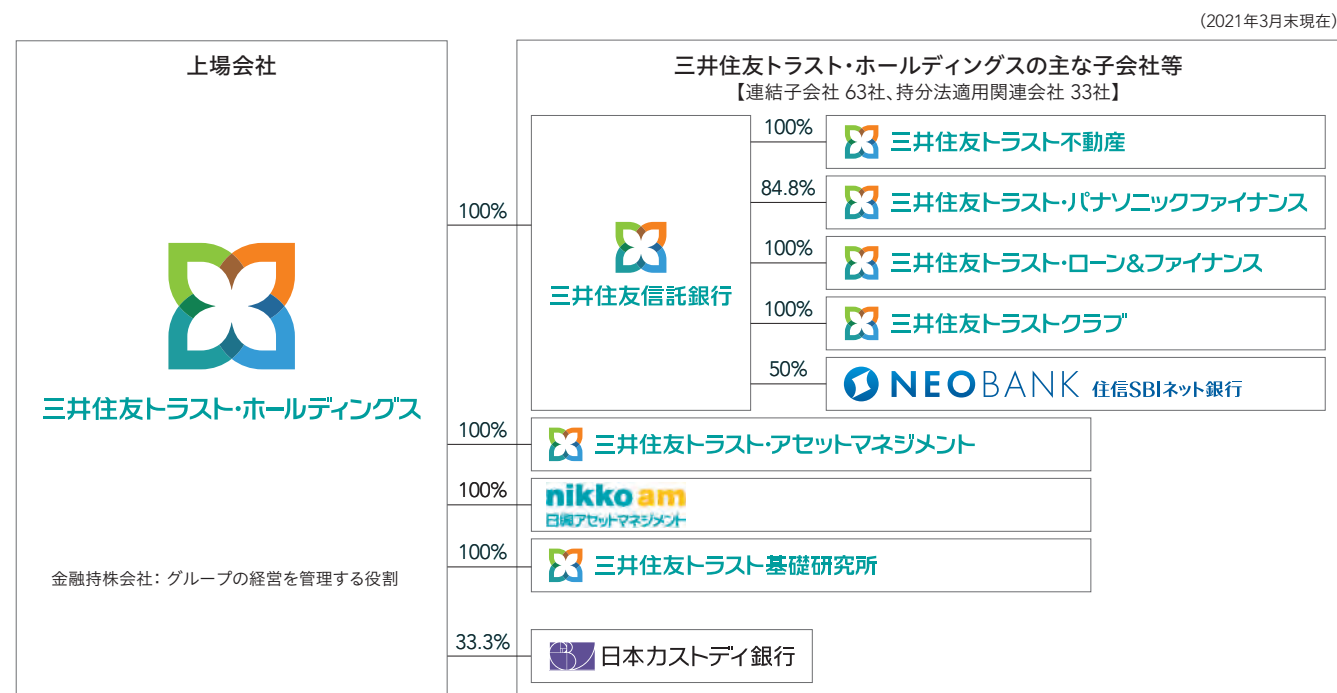 (2021年3月末現在)
上場会社
三井住友トラスト・ホールディングス
金融持株会社：グループの経営を管理する役割
三井住友トラスト・ホールディングスの主な子会社等
【連結子会社 63社、持分法適用関連会社 33社】
100%
三井住友信託銀行
100%
三井住友トラスト不動産
84.8%
三井住友トラスト・パナソニックファイナンス
100%
三井住友トラスト・ローン&ファイナンス
100%
三井住友トラストクラブ
50%
NEOBANK 住信SBIネット銀行
100%
三井住友トラスト・アセットマネジメント
100%
nikko am
日興アセットマネジメント
100%
三井住友トラスト基礎研究所
33.3%
日本カストディ銀行